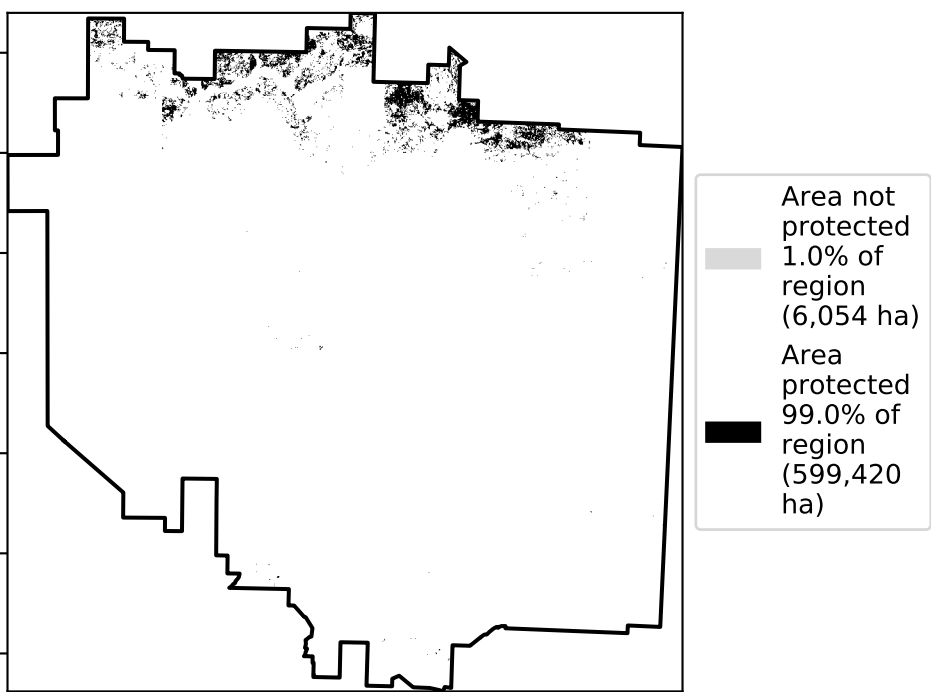 Area not
protected
1.0% of
region
(6,054 ha)
Area
protected
99.0% of
region
(599,420
ha)